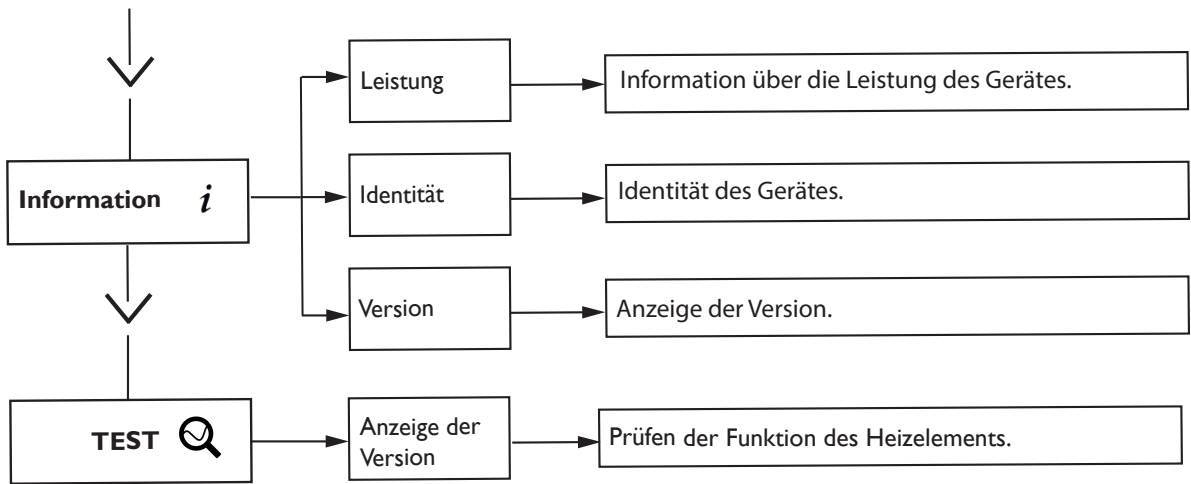 Leistung
Information über die Leistung des Gerätes.
Information i
Identität
Identität des Gerätes.
Version
Anzeige der Version.
TEST
Anzeige der
Version
Prüfen der Funktion des Heizelements.